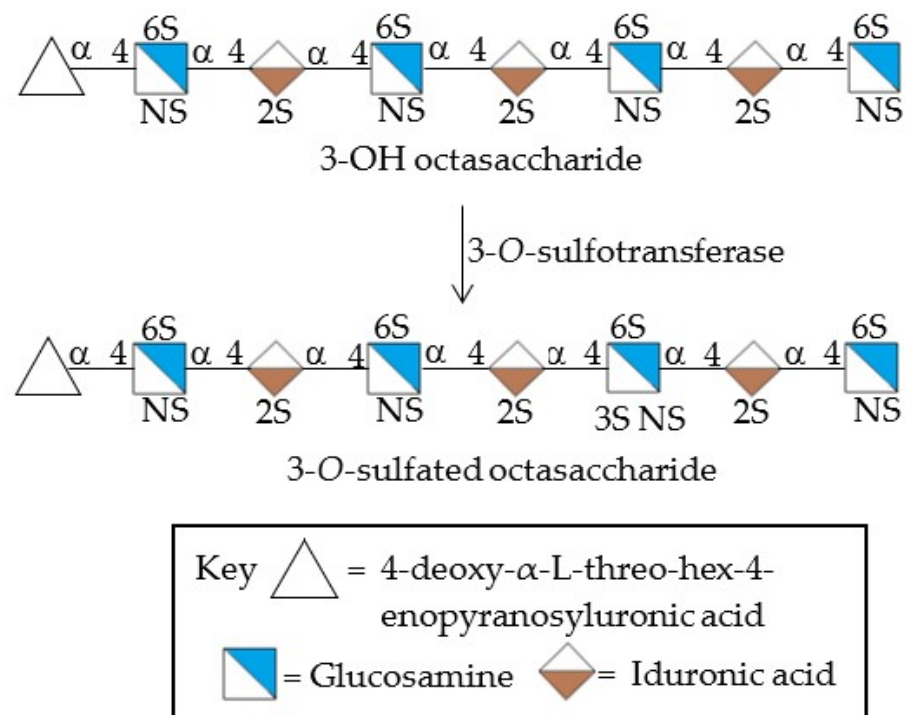 6S 6S 6S 6S
α 4 α 4 α 4 α 4 α 4 α 4 α 4
NS 2S NS 2S NS 2S NS
3-OH octasaccharide
3-O-sulfotransferase
6S 6S 6S 6S
α 4 α 4 α 4 α 4 α 4 α 4 α 4
NS 2S NS 2S 3S NS 2S NS
3-O-sulfated octasaccharide
Key = 4-deoxy-α-L-threo-hex-4-
enopyranosyluronic acid
= Glucosamine = Iduronic acid